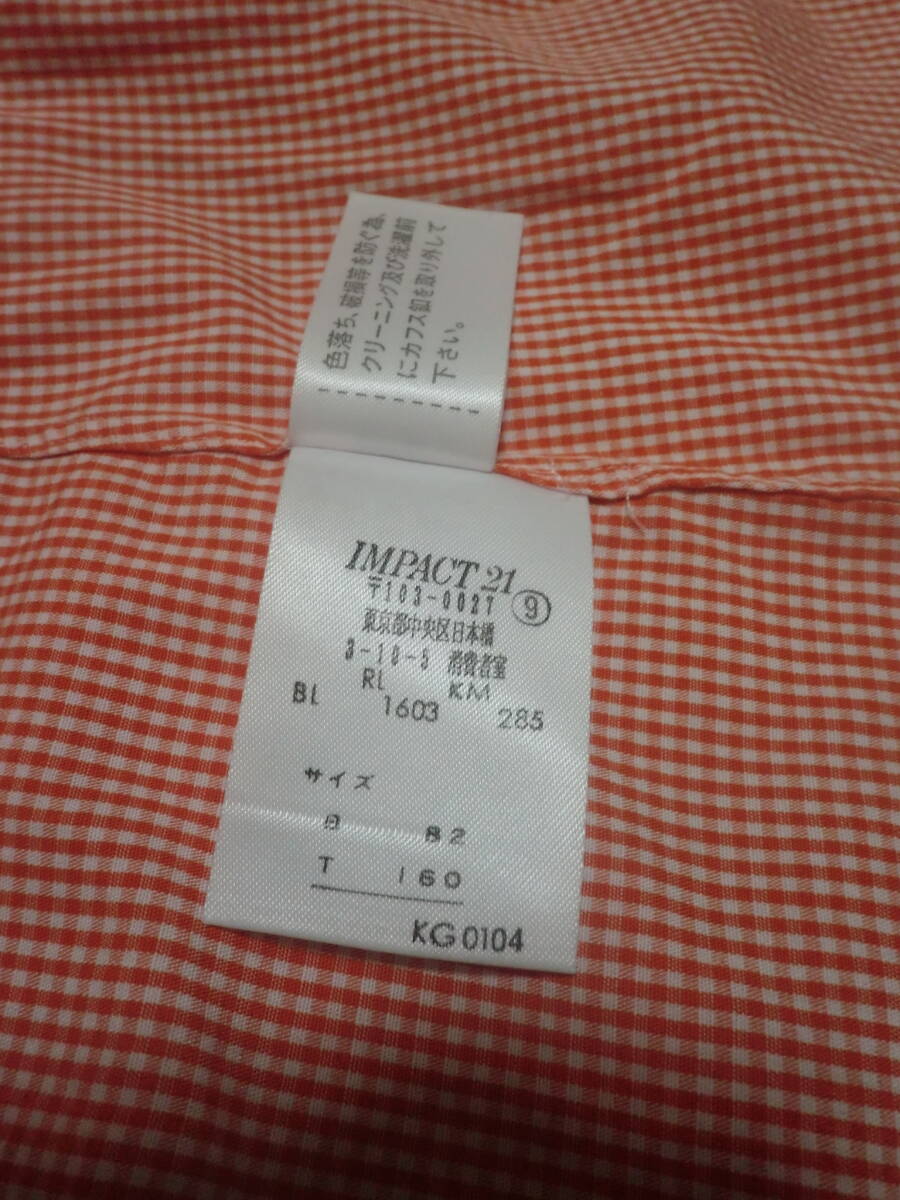 色落ち、破損等を防ぐ為、
クリーニング及び洗濯前
にカフス釦を取り外して
下さい。
IMPACT 21
〒103-0027 ⑨
東京都中央区日本橋
3-10-5 消費者室
RL KM
BL 1603 285
サイズ
B 82
T 160
KG0104